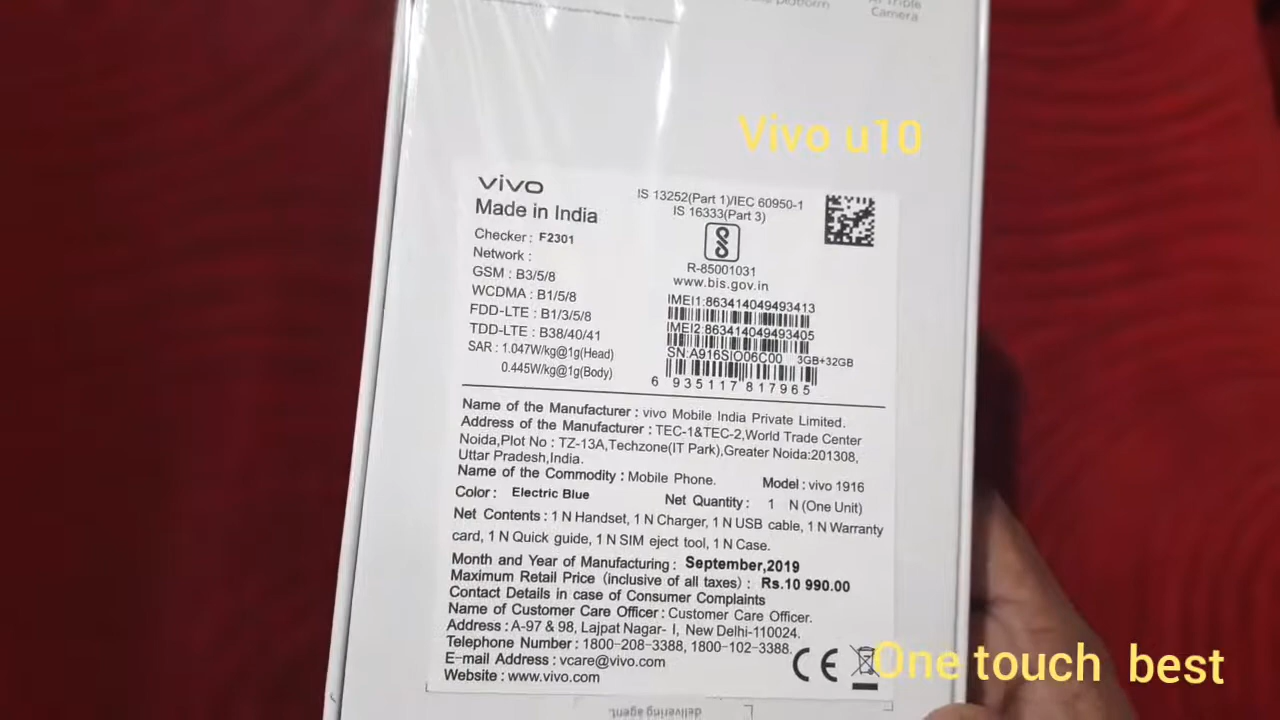 platform
AI Triple
Camera
Vivo u10
vivo
Made in India
Checker : F2301
Network :
GSM : B3/5/8
WCDMA : B1/5/8
FDD-LTE : B1/3/5/8
TDD-LTE : B38/40/41
SAR : 1.047W/kg@1g(Head)
0.445W/kg@1g(Body)
IS 13252(Part 1)/IEC 60950-1
IS 16333(Part 3)
R-85001031
www.bis.gov.in
IMEI1:863414049493413
IMEI2:863414049493405
SN:A916SIO06C00 3GB+32GB
6 935117 817965
Name of the Manufacturer : vivo Mobile India Private Limited.
Address of the Manufacturer : TEC-1&TEC-2,World Trade Center
Noida,Plot No : TZ-13A,Techzone(IT Park),Greater Noida:201308,
Uttar Pradesh,India.
Name of the Commodity : Mobile Phone. Model : vivo 1916
Color : Electric Blue Net Quantity : 1 N (One Unit)
Net Contents : 1 N Handset, 1 N Charger, 1 N USB cable, 1 N Warranty
card, 1 N Quick guide, 1 N SIM eject tool, 1 N Case.
Month and Year of Manufacturing : September,2019
Maximum Retail Price (inclusive of all taxes) : Rs.10 990.00
Contact Details in case of Consumer Complaints
Name of Customer Care Officer : Customer Care Officer.
Address : A-97 & 98, Lajpat Nagar- I, New Delhi-110024.
Telephone Number : 1800-208-3388, 1800-102-3388.
E-mail Address : vcare@vivo.com
Website : www.vivo.com
CE
One touch best
delivering agent.